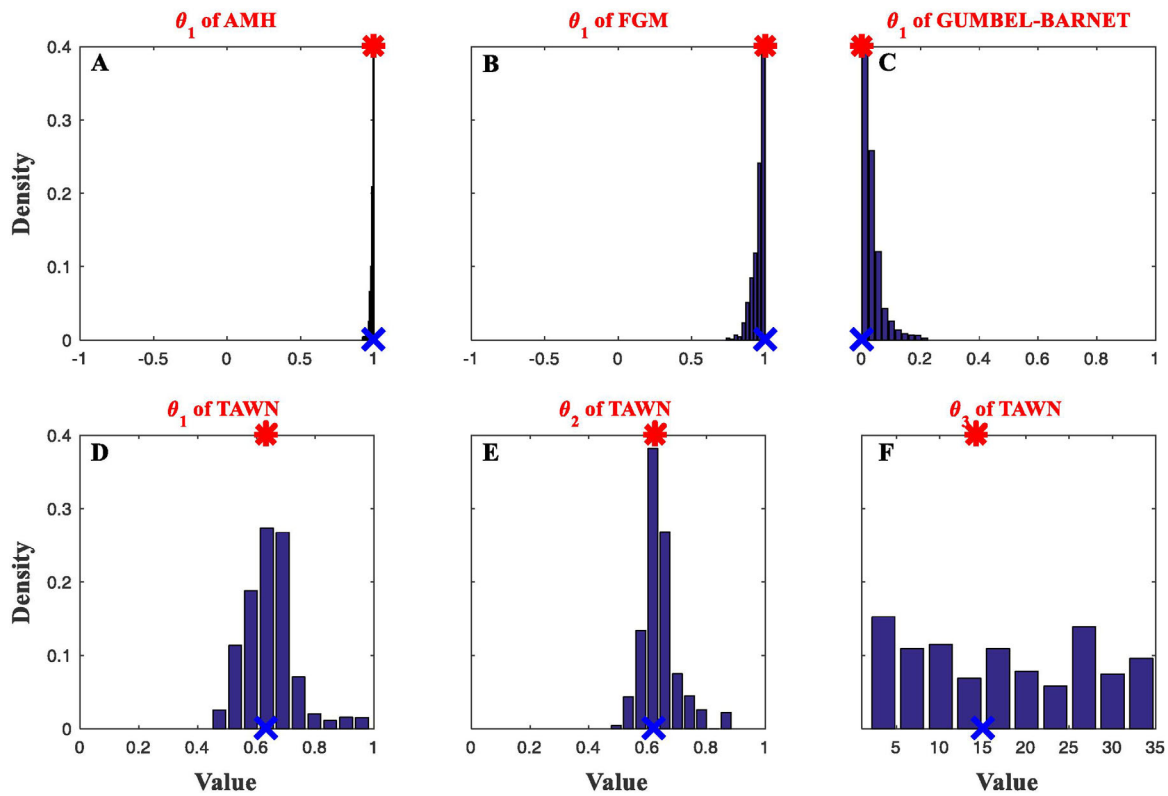 θ1 of AMH
θ1 of FGM
θ1 of GUMBEL-BARNET
A
B
C
Density
0.4
0.3
0.2
0.1
0
-1 -0.5 0 0.5 1
-1 -0.5 0 0.5 1
0 0.2 0.4 0.6 0.8 1
θ1 of TAWN
θ2 of TAWN
θ3 of TAWN
D
E
F
Density
0.4
0.3
0.2
0.1
0
0 0.2 0.4 0.6 0.8 1
0 0.2 0.4 0.6 0.8 1
5 10 15 20 25 30 35
Value
Value
Value